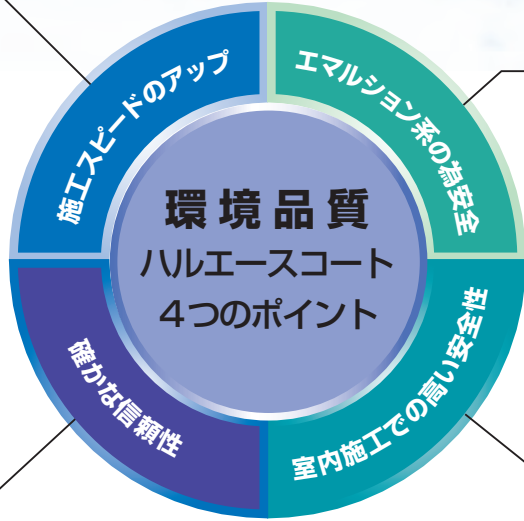 施工スピードのアップ
エマルション系の為安全
環境品質
ハルエースコート
4つのポイント
確かな信頼性
室内施工での高い安全性